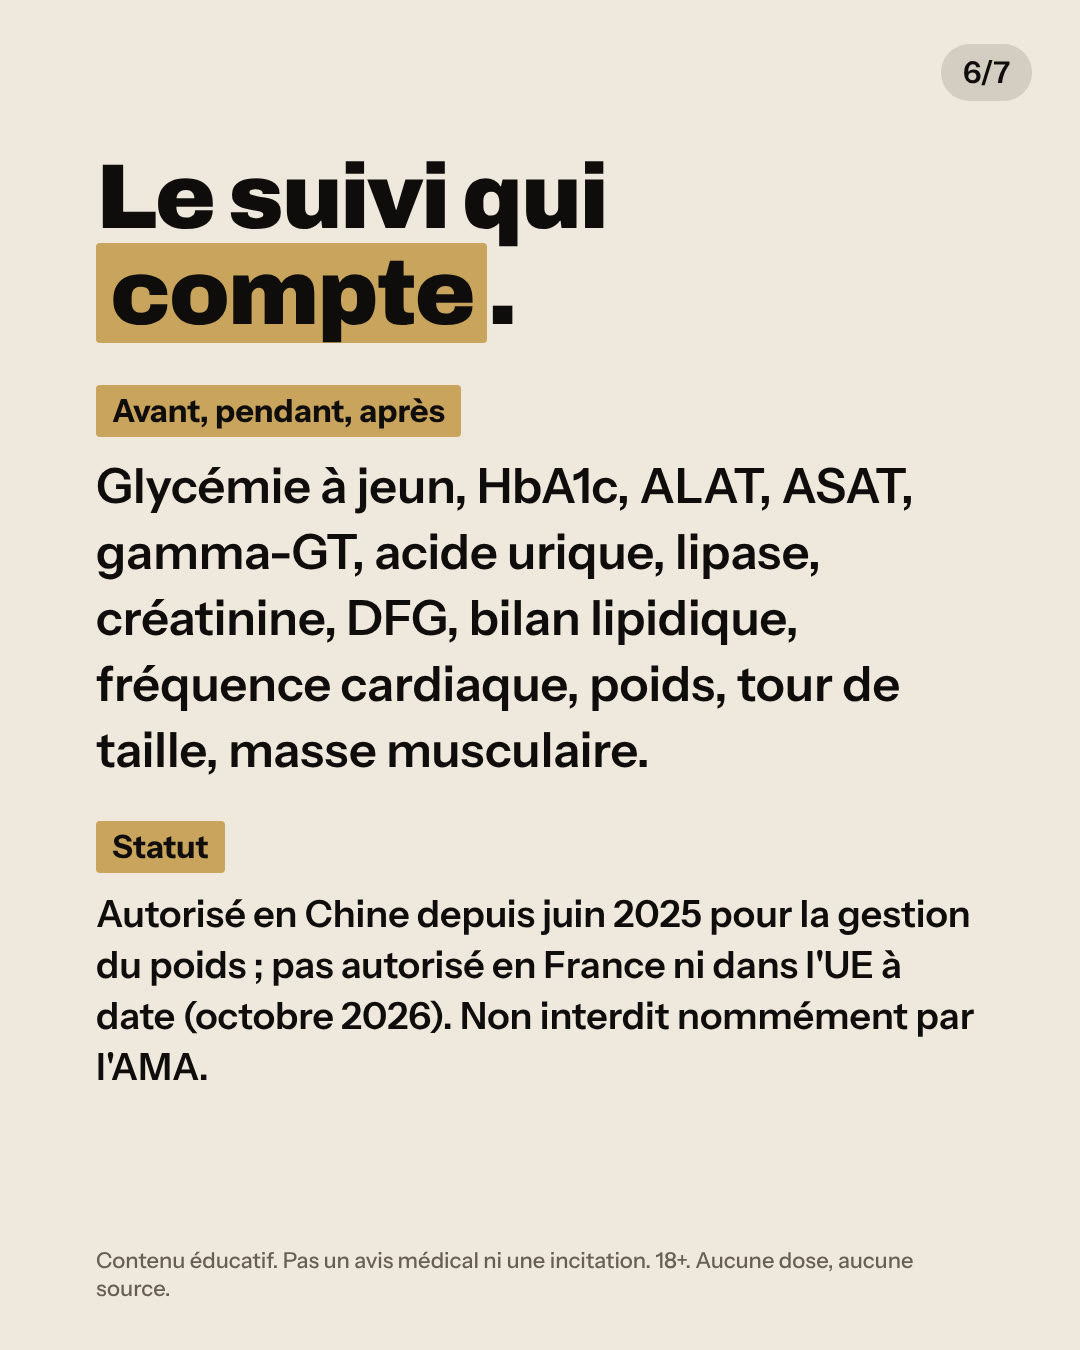 6/7
Le suivi qui
compte.
Avant, pendant, après
Glycémie à jeun, HbA1c, ALAT, ASAT,
gamma-GT, acide urique, lipase,
créatinine, DFG, bilan lipidique,
fréquence cardiaque, poids, tour de
taille, masse musculaire.
Statut
Autorisé en Chine depuis juin 2025 pour la gestion
du poids ; pas autorisé en France ni dans l'UE à
date (octobre 2026). Non interdit nommément par
l'AMA.
Contenu éducatif. Pas un avis médical ni une incitation. 18+. Aucune dose, aucune
source.